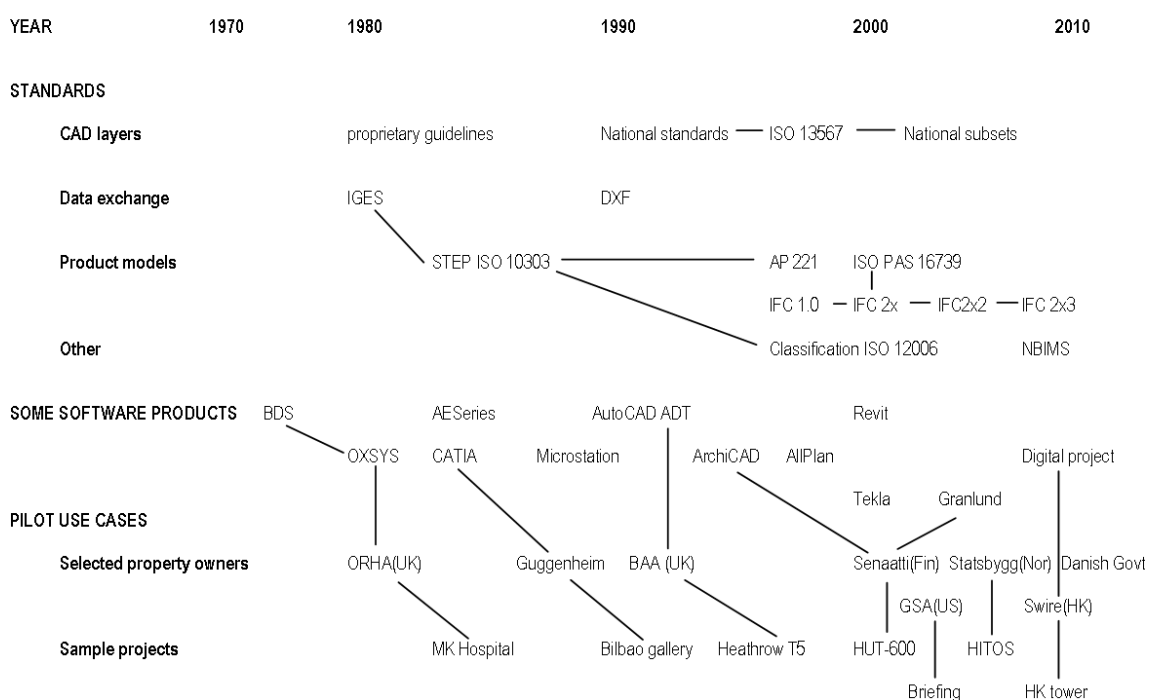 YEAR 1970 1980 1990 2000 2010
STANDARDS
CAD layers proprietary guidelines National standards ISO 13567 National subsets
Data exchange IGES DXF
Product models STEP ISO 10303 AP 221 ISO PAS 16739
IFC 1.0 IFC 2x IFC2x2 IFC 2x3
Other Classification ISO 12006 NBIMS
SOME SOFTWARE PRODUCTS BDS AESeries AutoCAD ADT Revit
OXSYS CATIA Microstation ArchiCAD AllPlan Digital project
Tekla Granlund
PILOT USE CASES
Selected property owners ORHA(UK) Guggenheim BAA (UK) Senaatti(Fin) Statsbygg(Nor) Danish Govt
GSA(US) Swire(HK)
Sample projects MK Hospital Bilbao gallery Heathrow T5 HUT-600 HITOS
Briefing HK tower